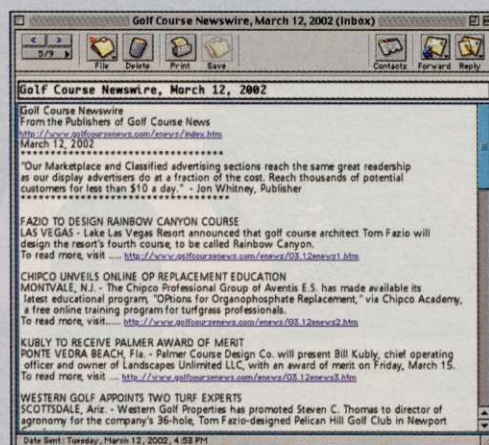 Golf Course Newswire, March 12, 2002 (Inbox)
5/9
File Delete Print Save Contacts Forward Reply
Golf Course Newswire, March 12, 2002
Golf Course Newswire
From the Publishers of Golf Course News
http://www.golfcoursenews.com/enews/index.htm
March 12, 2002
"Our Marketplace and Classified advertising sections reach the same great readership
as our display advertisers do at a fraction of the cost. Reach thousands of potential
customers for less than $10 a day." - Jon Whitney, Publisher
FAZIO TO DESIGN RAINBOW CANYON COURSE
LAS VEGAS - Lake Las Vegas Resort announced that golf course architect Tom Fazio will
design the resort's fourth course, to be called Rainbow Canyon.
To read more, visit ..... http://www.golfcoursenews.com/enews/03.12enews1.htm
CHIPCO UNVEILS ONLINE OP REPLACEMENT EDUCATION
MONTVALE, N.J. - The Chipco Professional Group of Aventis E.S. has made available its
latest educational program, "OPtions for Organophosphate Replacement," via Chipco Academy,
a free online training program for turfgrass professionals.
To read more, visit..... http://www.golfcoursenews.com/enews/03.12enews2.htm
KUBLY TO RECEIVE PALMER AWARD OF MERIT
PONTE VEDRA BEACH, Fla. - Palmer Course Design Co. will present Bill Kubly, chief operating
officer and owner of Landscapes Unlimited LLC, with an award of merit on Friday, March 15.
To read more, visit .... http://www.golfcoursenews.com/enews/03.12enews3.htm
WESTERN GOLF APPOINTS TWO TURF EXPERTS
SCOTTSDALE, Ariz. - Western Golf Properties has promoted Steven C. Thomas to director of
agronomy for the company's 36-hole, Tom Fazio-designed Pelican Hill Golf Club in Newport
Date Sent: Tuesday, March 12, 2002, 4:53 PM